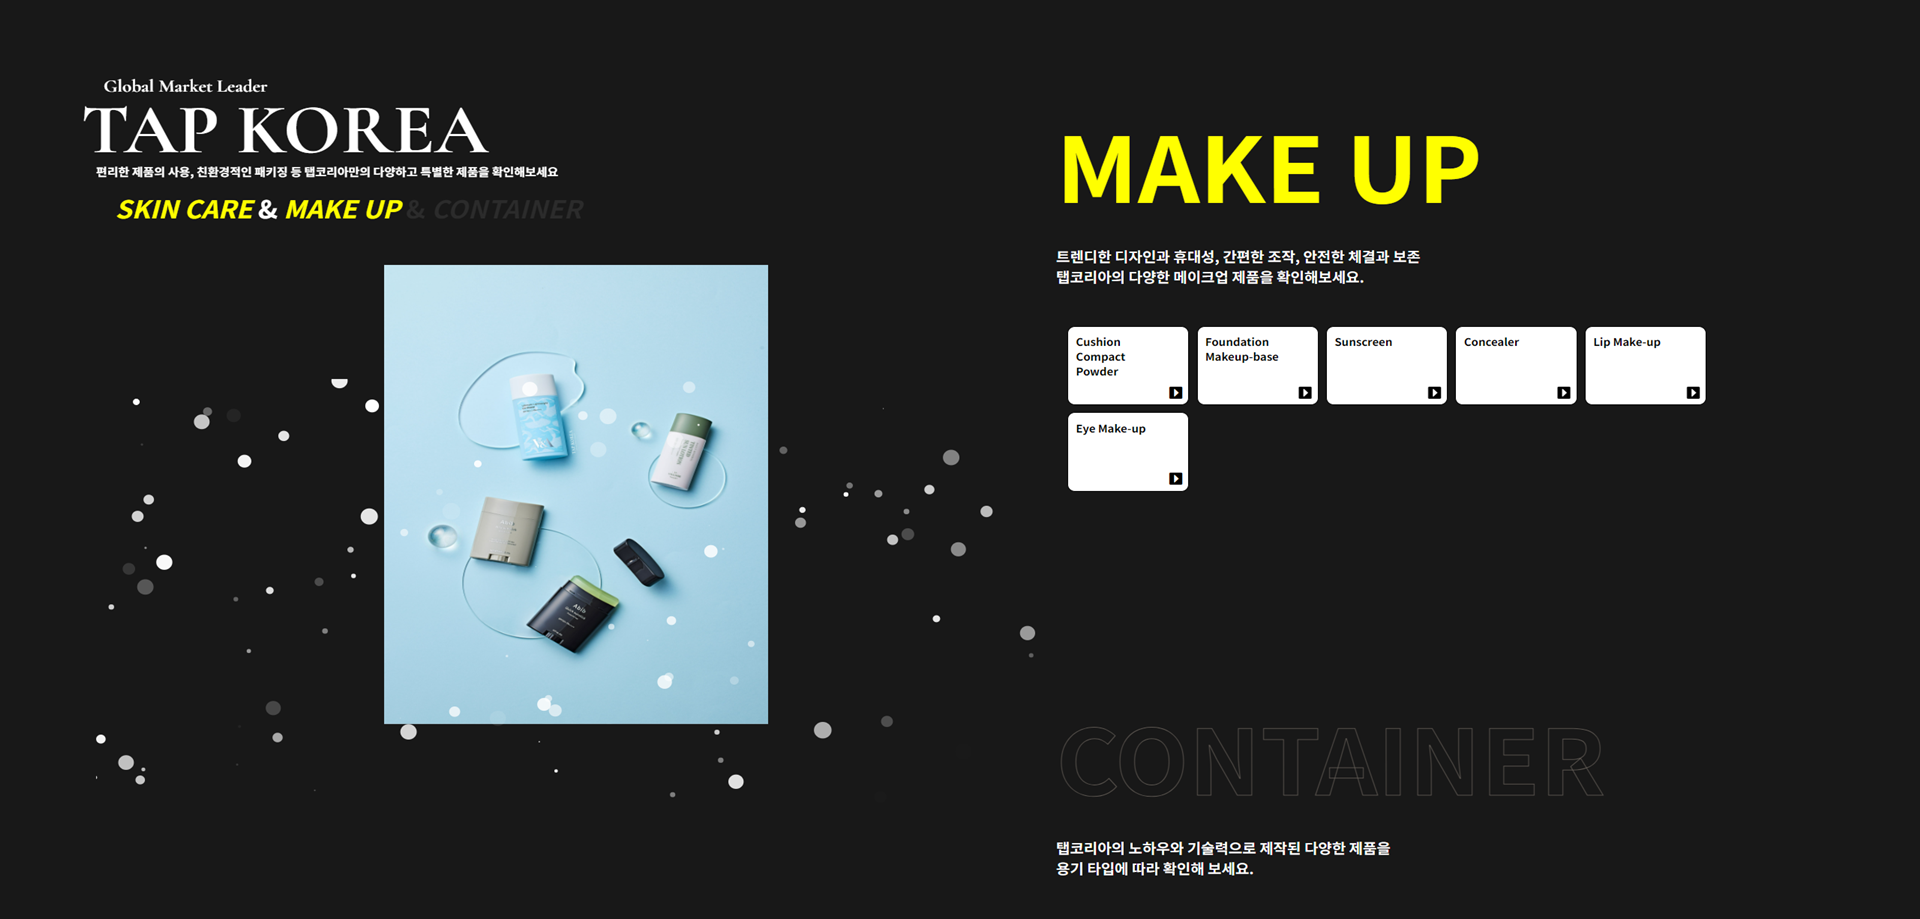 Global Market Leader
TAP KOREA
편리한 제품의 사용, 친환경적인 패키징 등 탭코리아만의 다양하고 특별한 제품을 확인해보세요
SKIN CARE & MAKE UP & CONTAINER
Abib
MAKE UP
트렌디한 디자인과 휴대성, 간편한 조작, 안전한 체결과 보존
탭코리아의 다양한 메이크업 제품을 확인해보세요.
Cushion
Compact
Powder
Foundation
Makeup-base
Sunscreen
Concealer
Lip Make-up
Eye Make-up
CONTAINER
탭코리아의 노하우와 기술력으로 제작된 다양한 제품을
용기 타입에 따라 확인해 보세요.